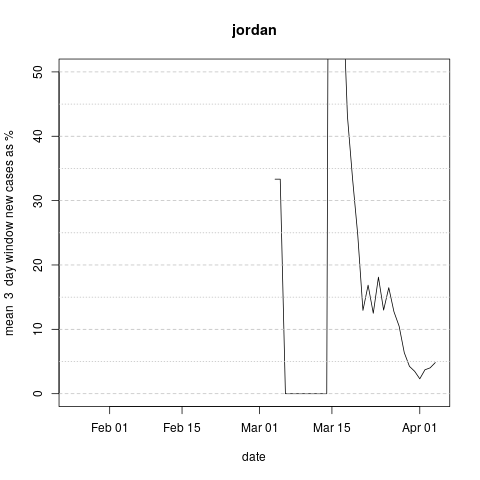 jordan
mean 3 day window new cases as %
50
40
30
20
10
0
Feb 01
Feb 15
Mar 01
Mar 15
Apr 01
date